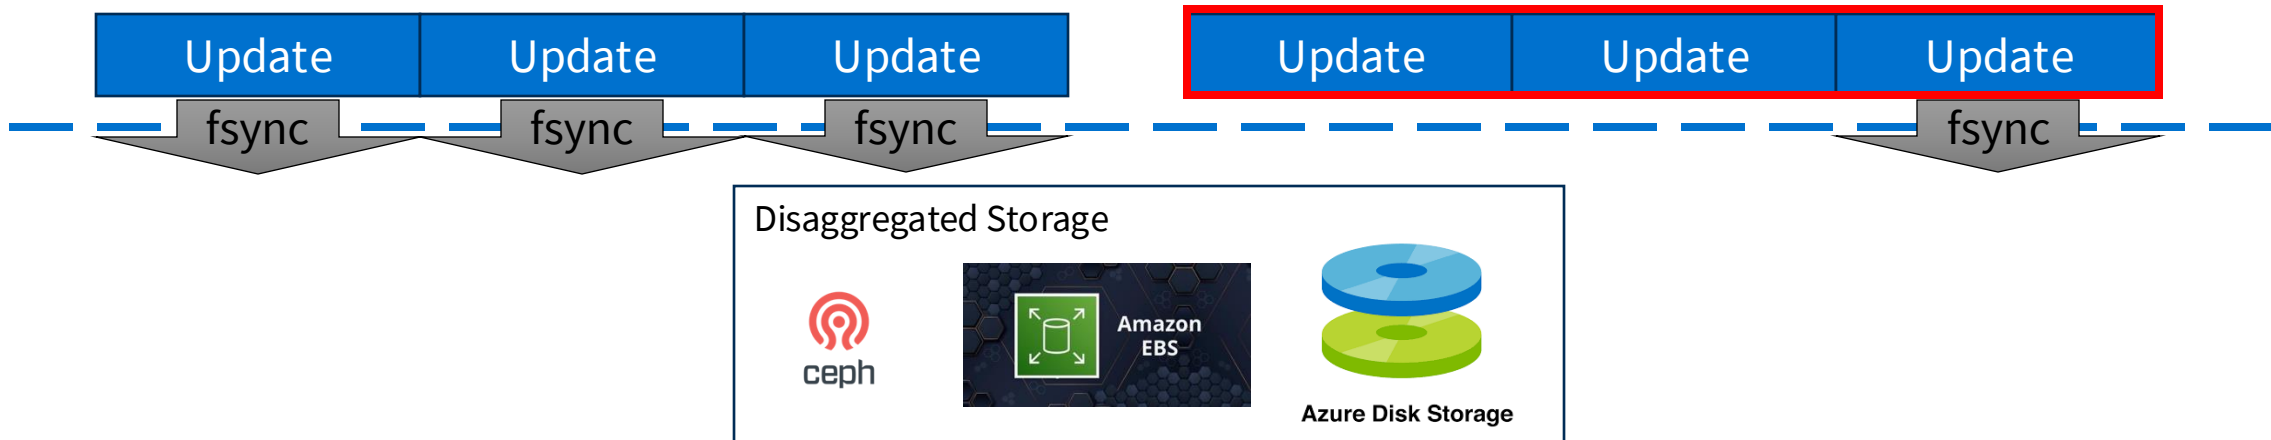 Update Update Update Update Update Update
fsync fsync fsync fsync
Disaggregated Storage
Amazon
EBS
ceph
Azure Disk Storage